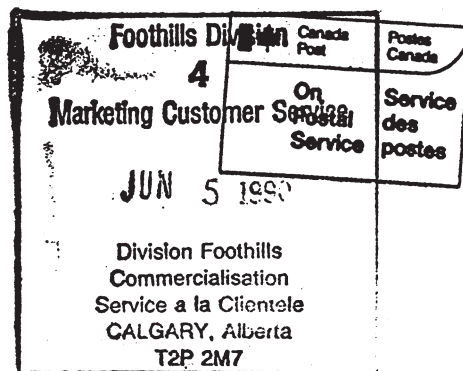 Foothills Division
4
Marketing Customer Service
JUN 5 1990
Division Foothills
Commercialisation
Service a la Clientele
CALGARY, Alberta
T2P 2M7
Canada Post
Postes Canada
On Postal Service
Service des postes